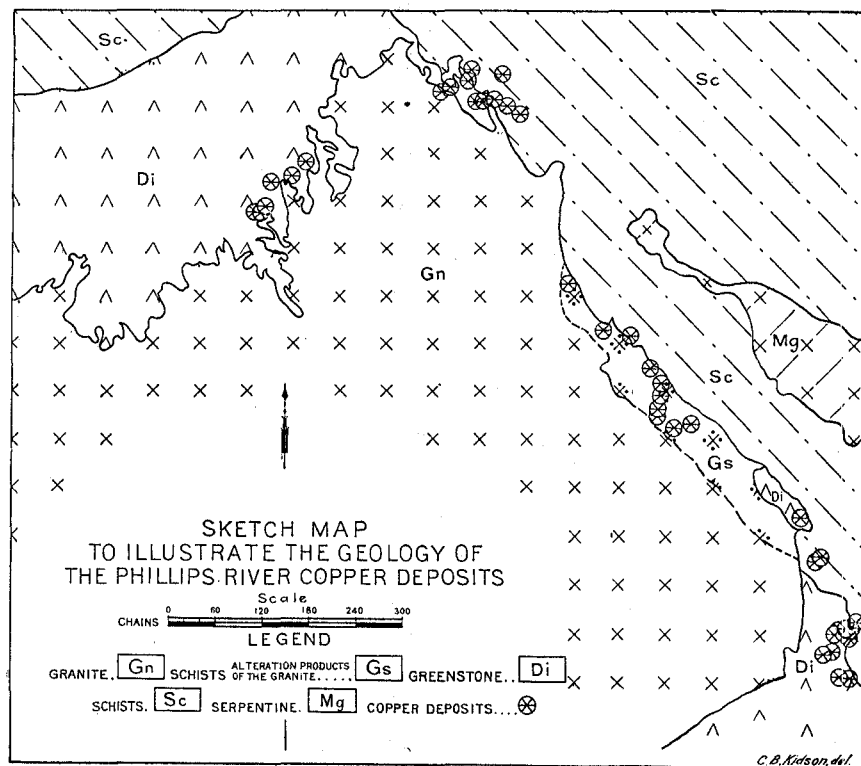 Sc.
Sc
Di
Gn
Mg
Sc
Gs
Di
Di
SKETCH MAP
TO ILLUSTRATE THE GEOLOGY OF
THE PHILLIPS RIVER COPPER DEPOSITS
Scale
CHAINS 0 60 120 180 240 300
LEGEND
GRANITE. Gn SCHISTS ALTERATION PRODUCTS OF THE GRANITE..... Gs GREENSTONE.. Di
SCHISTS. Sc SERPENTINE. Mg COPPER DEPOSITS....
C.B.Kidson, del.